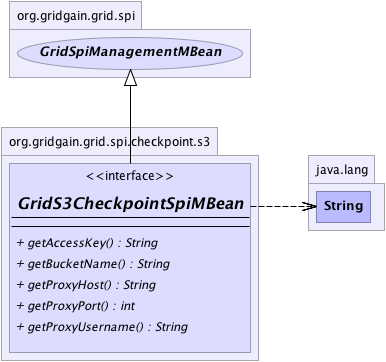 org.gridgain.grid.spi
GridSpiManagementMBean
org.gridgain.grid.spi.checkpoint.s3
<<interface>>
GridS3CheckpointSpiMBean
+ getAccessKey() : String
+ getBucketName() : String
+ getProxyHost() : String
+ getProxyPort() : int
+ getProxyUsername() : String
java.lang
String